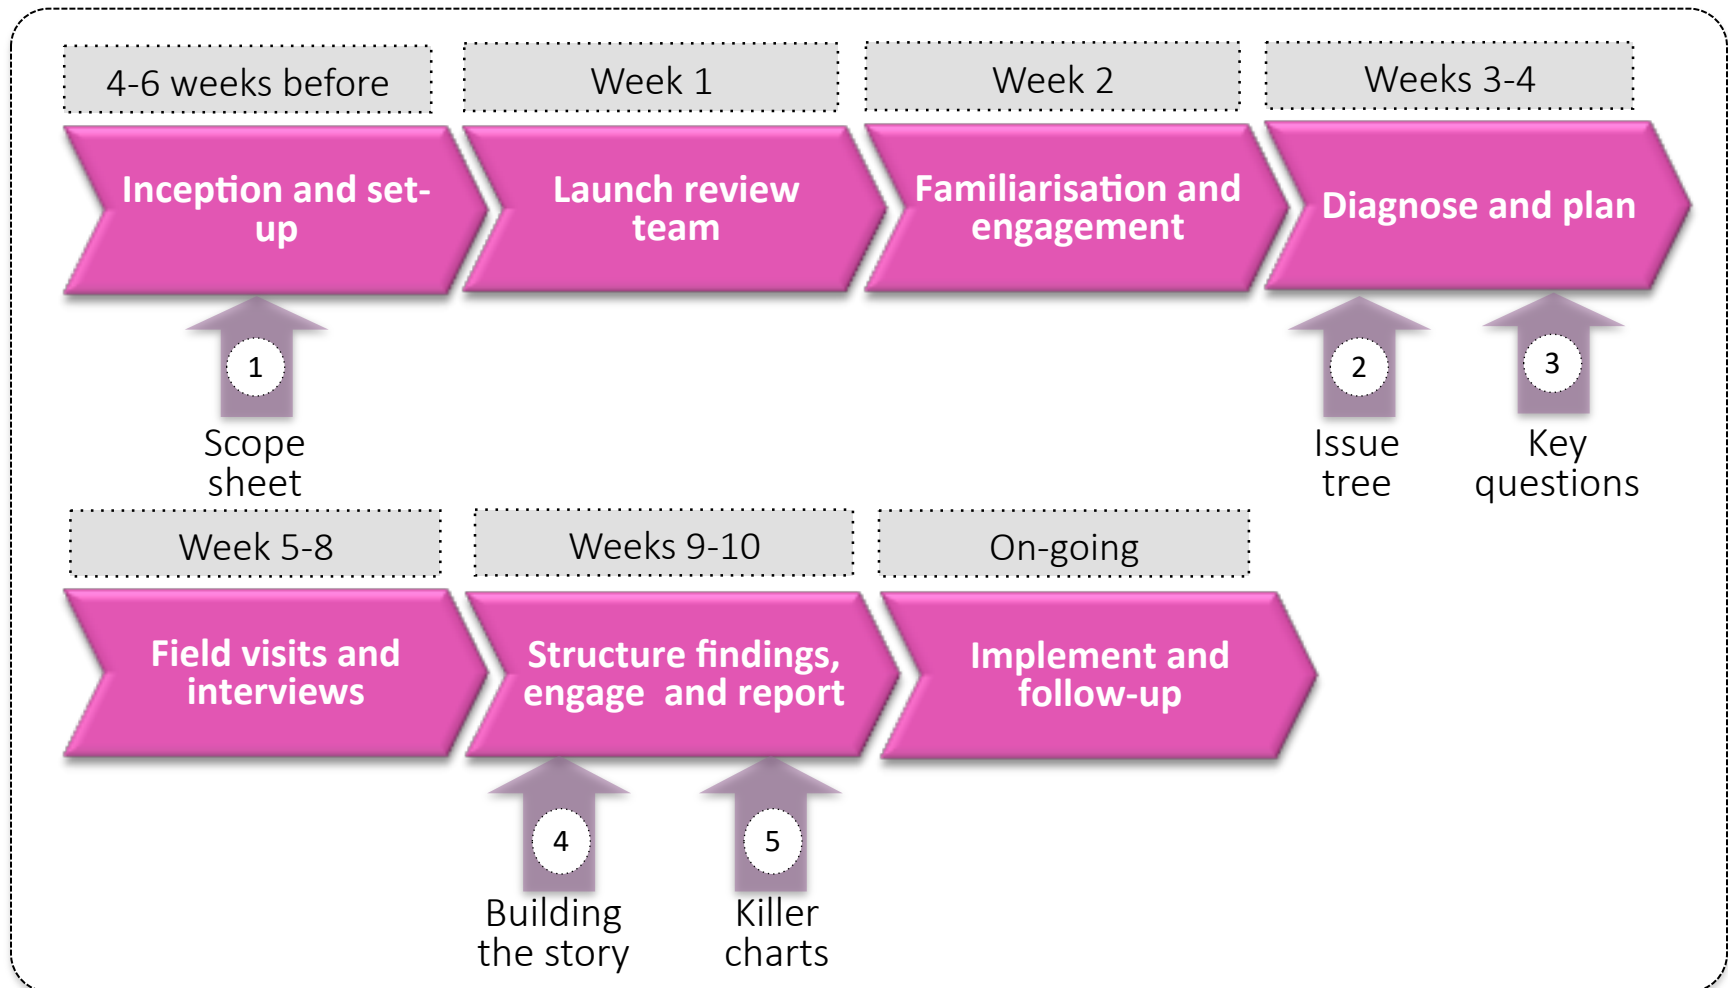 4-6 weeks before
Week 1
Week 2
Weeks 3-4
Inception and set-
up
Launch review
team
Familiarisation and
engagement
Diagnose and plan
1
Scope
sheet
2
Issue
tree
3
Key
questions
Week 5-8
Weeks 9-10
On-going
Field visits and
interviews
Structure findings,
engage  and report
Implement and
follow-up
4
Building
the story
5
Killer
charts